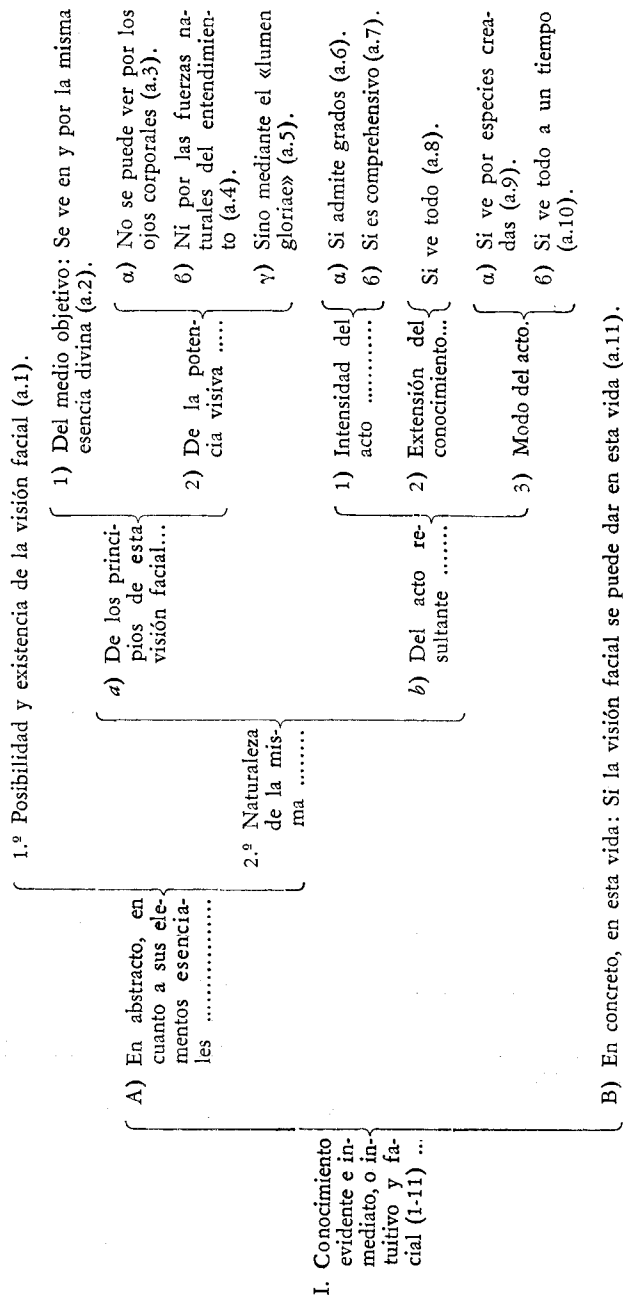 I. Conocimiento
evidente e in-
mediato, o in-
tuitivo y fa-
cial (1-11) ...
A) En abstracto, en
cuanto a sus ele-
mentos esencia-
les ..................
1.º Posibilidad y existencia de la visión facial (a.1).
2.º Naturaleza
de la mis-
ma ........
a) De los princi-
pios de esta
visión facial...
1) Del medio objetivo: Se ve en y por la misma
esencia divina (a.2).
2) De la poten-
cia visiva .....
α) No se puede ver por los
ojos corporales (a.3).
β) Ni por las fuerzas na-
turales del entendimien-
to (a.4).
γ) Sino mediante el «lumen
gloriae» (a.5).
b) Del acto re-
sultante .......
1) Intensidad del
acto ............
α) Si admite grados (a.6).
β) Si es comprehensivo (a.7).
2) Extensión del
conocimiento...
Si ve todo (a.8).
3) Modo del acto.
α) Si ve por especies crea-
das (a.9).
β) Si ve todo a un tiempo
(a.10).
B) En concreto, en esta vida: Si la visión facial se puede dar en esta vida (a.11).